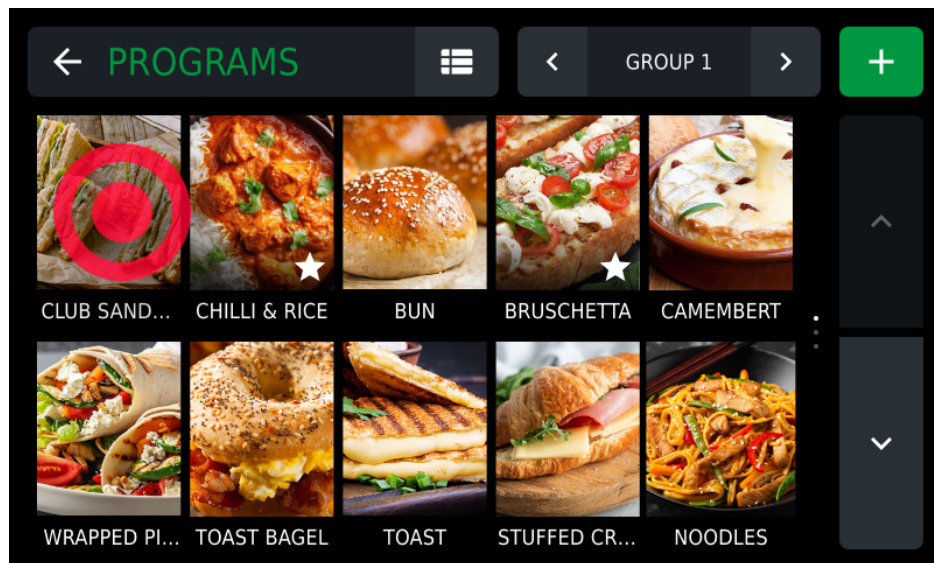 PROGRAMS
GROUP 1
CLUB SAND...
CHILLI & RICE
BUN
BRUSCHETTA
CAMEMBERT
WRAPPED PI...
TOAST BAGEL
TOAST
STUFFED CR...
NOODLES